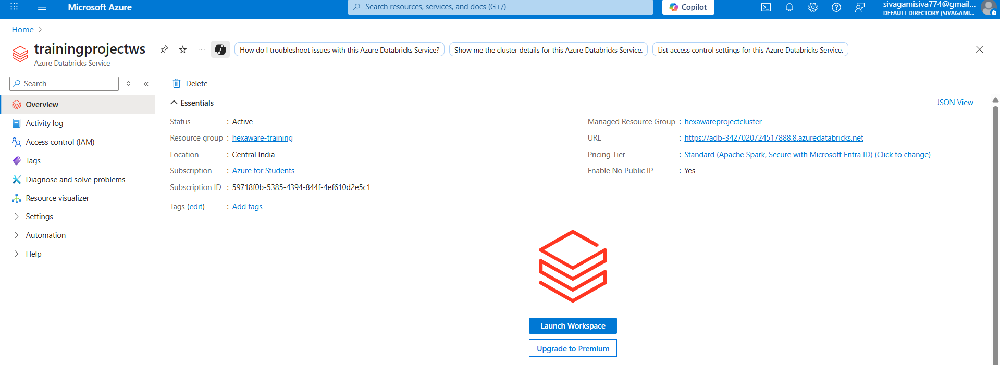 Microsoft Azure
Search resources, services, and docs (G+/)
Copilot
sivagamisiva774@gmail...
DEFAULT DIRECTORY (SIVAGAMI...
Home >
trainingprojectws
Azure Databricks Service
How do I troubleshoot issues with this Azure Databricks Service?
Show me the cluster details for this Azure Databricks Service.
List access control settings for this Azure Databricks Service.
Search
Delete
Overview
Activity log
Access control (IAM)
Tags
Diagnose and solve problems
Resource visualizer
Settings
Automation
Help
Essentials
JSON View
Status : Active
Resource group : hexaware-training
Location : Central India
Subscription : Azure for Students
Subscription ID : 59718f0b-5385-4394-844f-4ef610d2e5c1
Tags (edit) : Add tags
Managed Resource Group : hexawareprojectcluster
URL : https://adb-3427020724517888.8.azuredatabricks.net
Pricing Tier : Standard (Apache Spark, Secure with Microsoft Entra ID) (Click to change)
Enable No Public IP : Yes
Launch Workspace
Upgrade to Premium